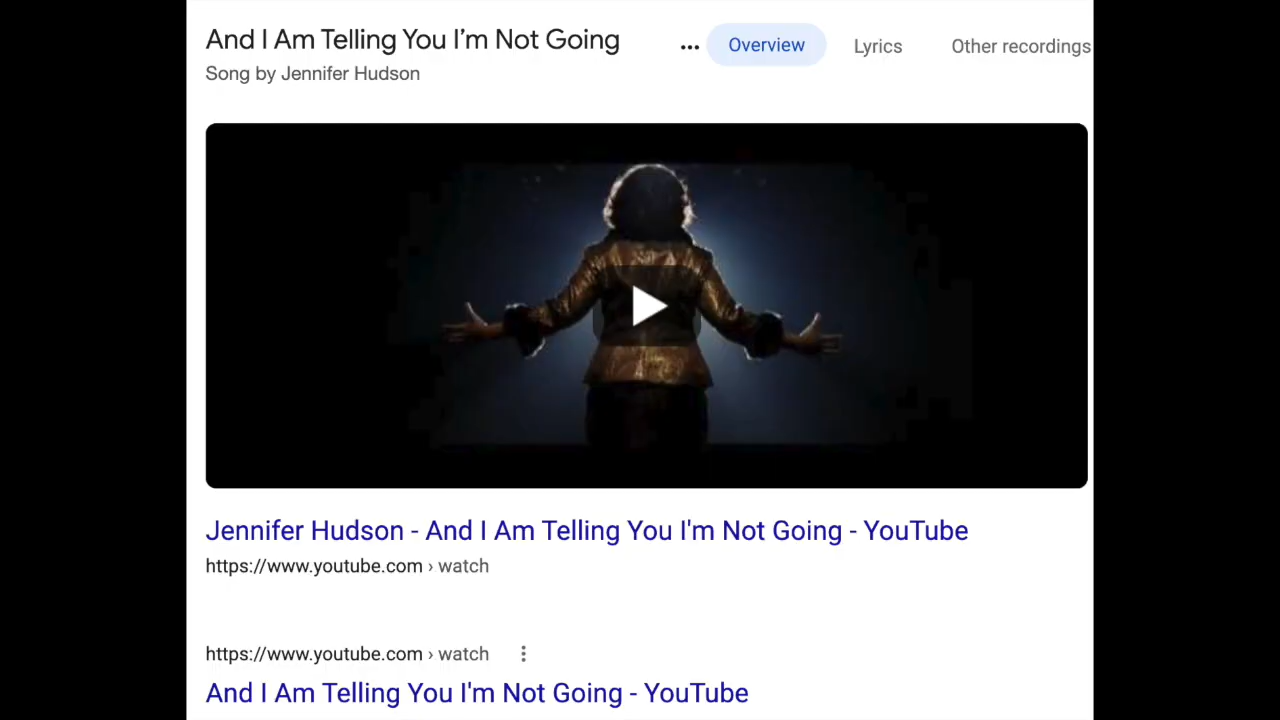 And I Am Telling You I’m Not Going
Song by Jennifer Hudson
Overview
Lyrics
Other recordings
Jennifer Hudson - And I Am Telling You I'm Not Going - YouTube
https://www.youtube.com › watch
https://www.youtube.com › watch
And I Am Telling You I'm Not Going - YouTube